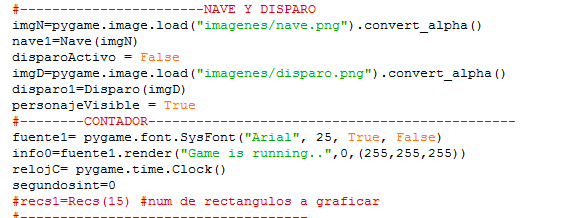 #-----------------------NAVE Y DISPARO
imgN=pygame.image.load("imagenes/nave.png").convert_alpha()
nave1=Nave(imgN)
disparoActivo = False
imgD=pygame.image.load("imagenes/disparo.png").convert_alpha()
disparo1=Disparo(imgD)
personajeVisible = True
#--------CONTADOR----------------------------------------------
fuente1= pygame.font.SysFont("Arial", 25, True, False)
info0=fuente1.render("Game is running..",0,(255,255,255))
relojC= pygame.time.Clock()
segundosint=0
#recs1=Recs(15) #num de rectangulos a graficar
#------------------------------------